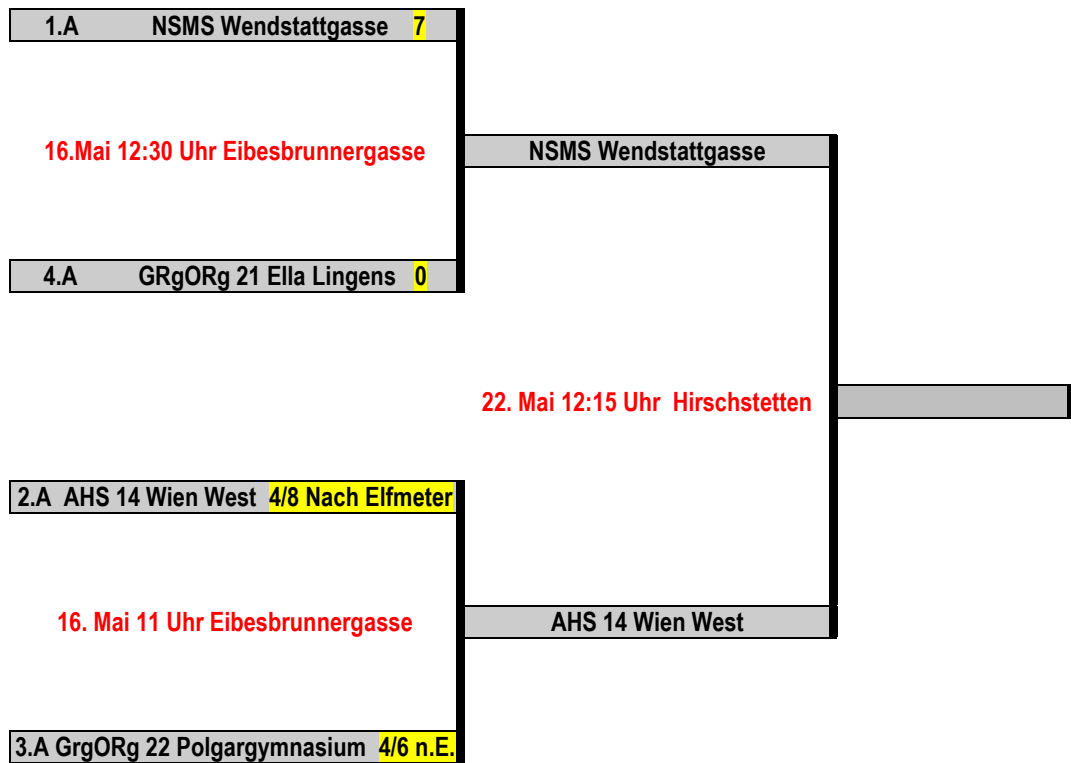 1.A NSMS Wendstattgasse 7
16.Mai 12:30 Uhr Eibesbrunnergasse
NSMS Wendstattgasse
4.A GRgORg 21 Ella Lingens 0
22. Mai 12:15 Uhr Hirschstetten
2.A AHS 14 Wien West 4/8 Nach Elfmeter
16. Mai 11 Uhr Eibesbrunnergasse
AHS 14 Wien West
3.A GrgORg 22 Polgargymnasium 4/6 n.E.